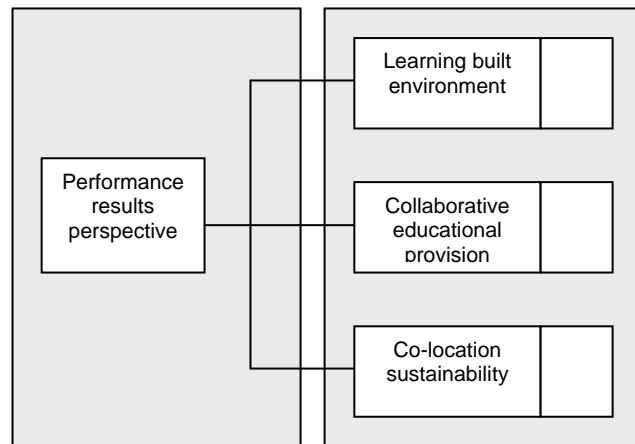 Performance
results
perspective
Learning built
environment
Collaborative
educational
provision
Co-location
sustainability